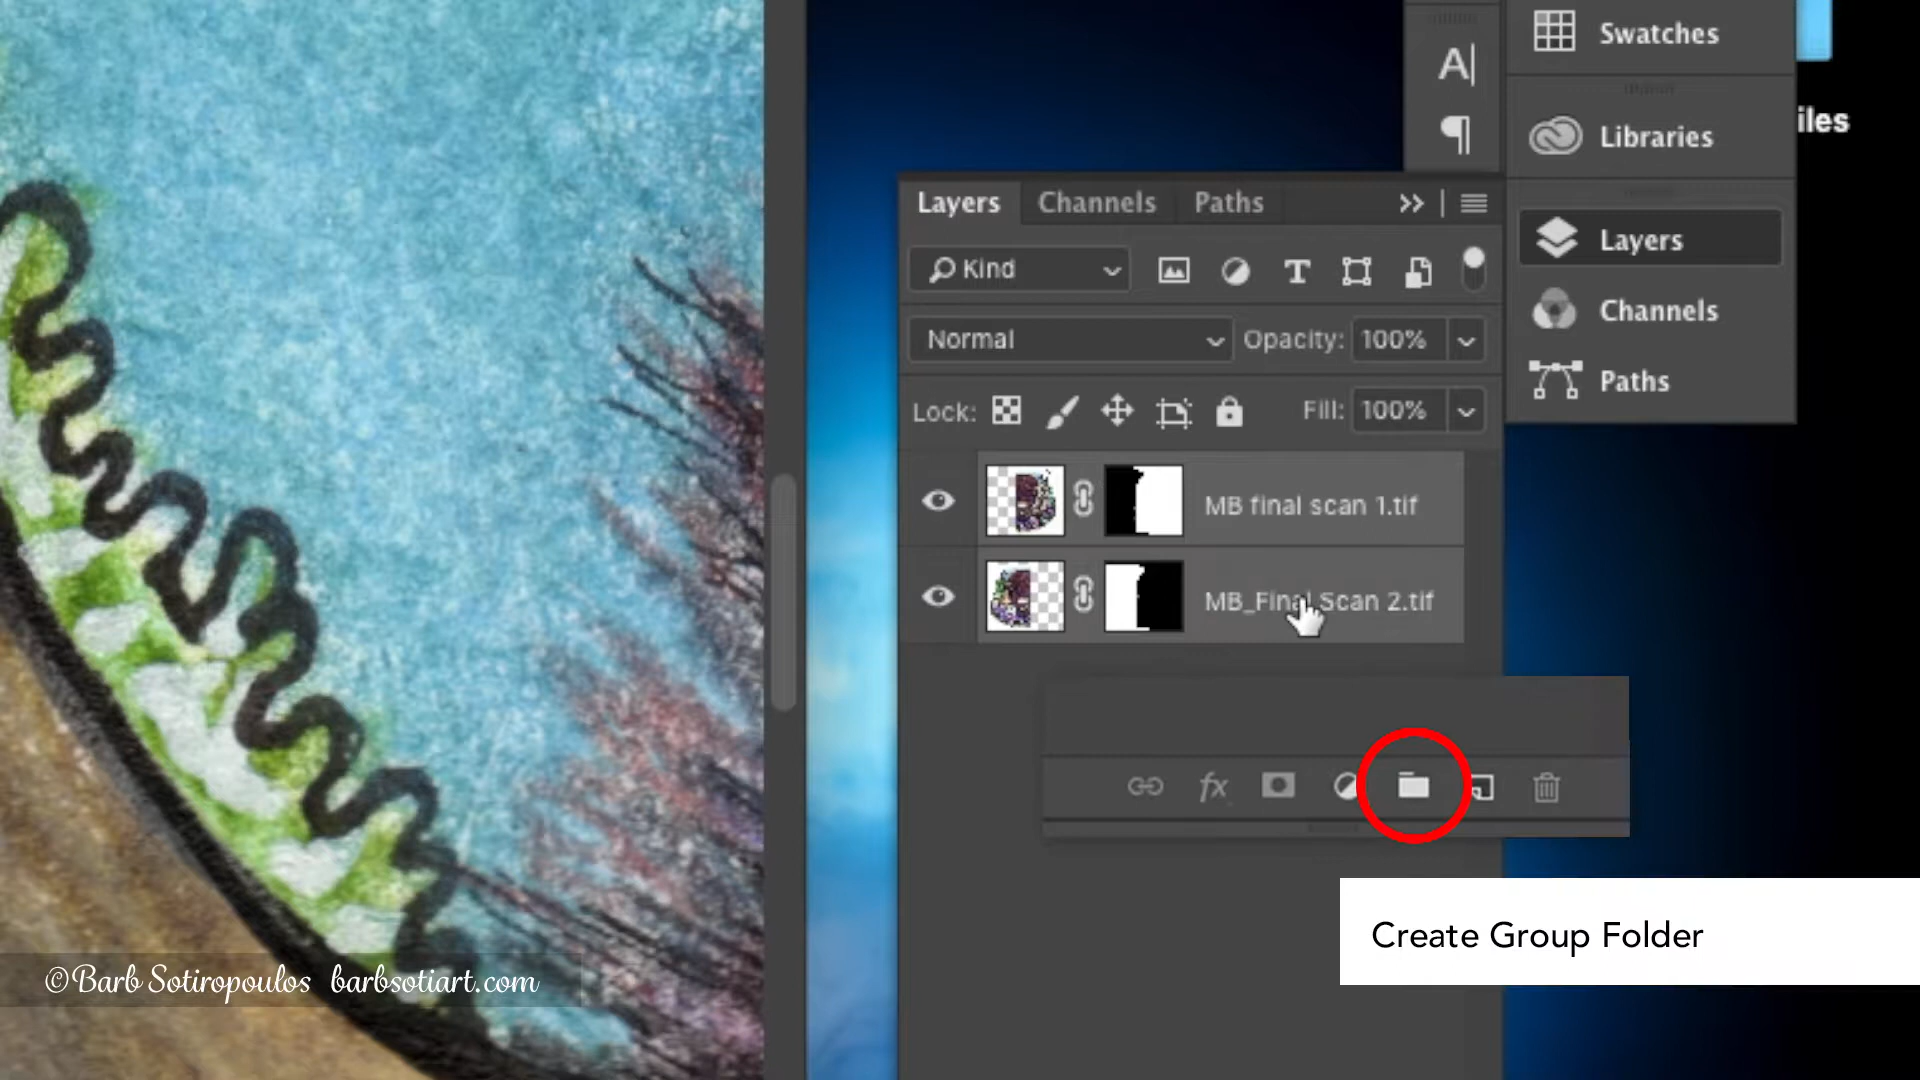 Swatches
Libraries
iles
Layers Channels Paths
Layers
Kind
Channels
Normal Opacity: 100%
Paths
Lock: Fill: 100%
MB final scan 1.tif
MB_Final Scan 2.tif
fx
Create Group Folder
©Barb Sotiropoulos barbsotiart.com